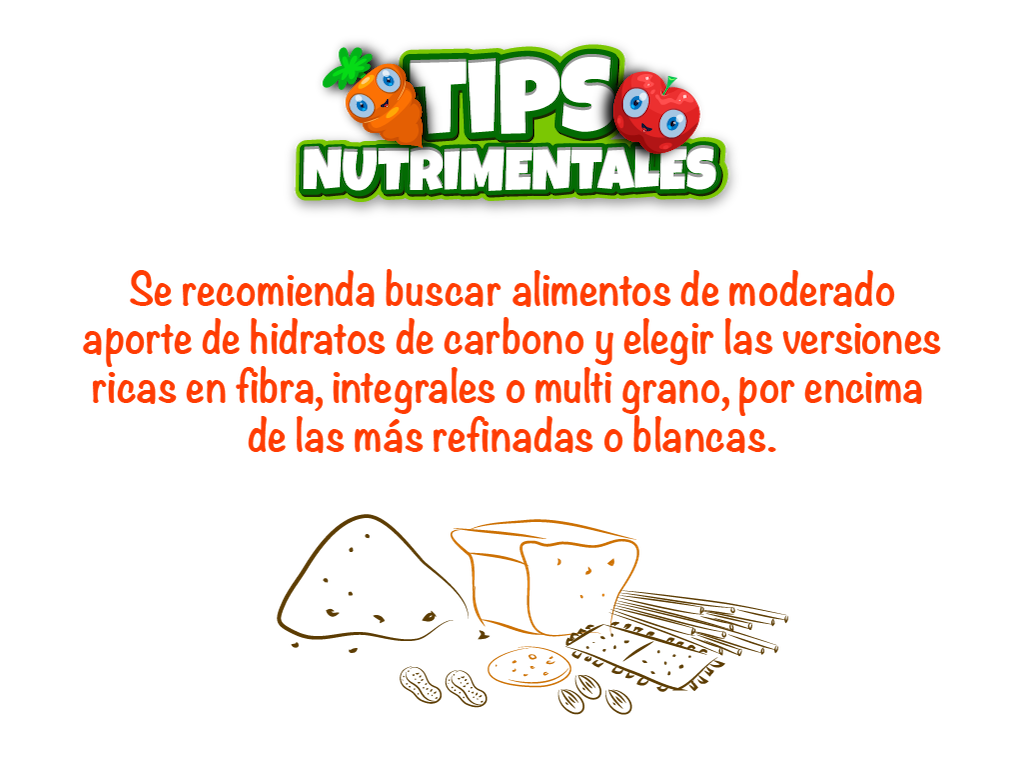 TIPS
NUTRIMENTALES
Se recomienda buscar alimentos de moderado
aporte de hidratos de carbono y elegir las versiones
ricas en fibra, integrales o multi grano, por encima
de las más refinadas o blancas.